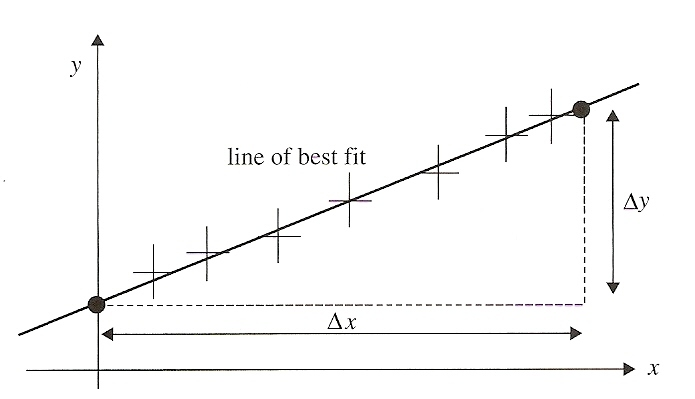 y
line of best fit
Δy
Δx
x